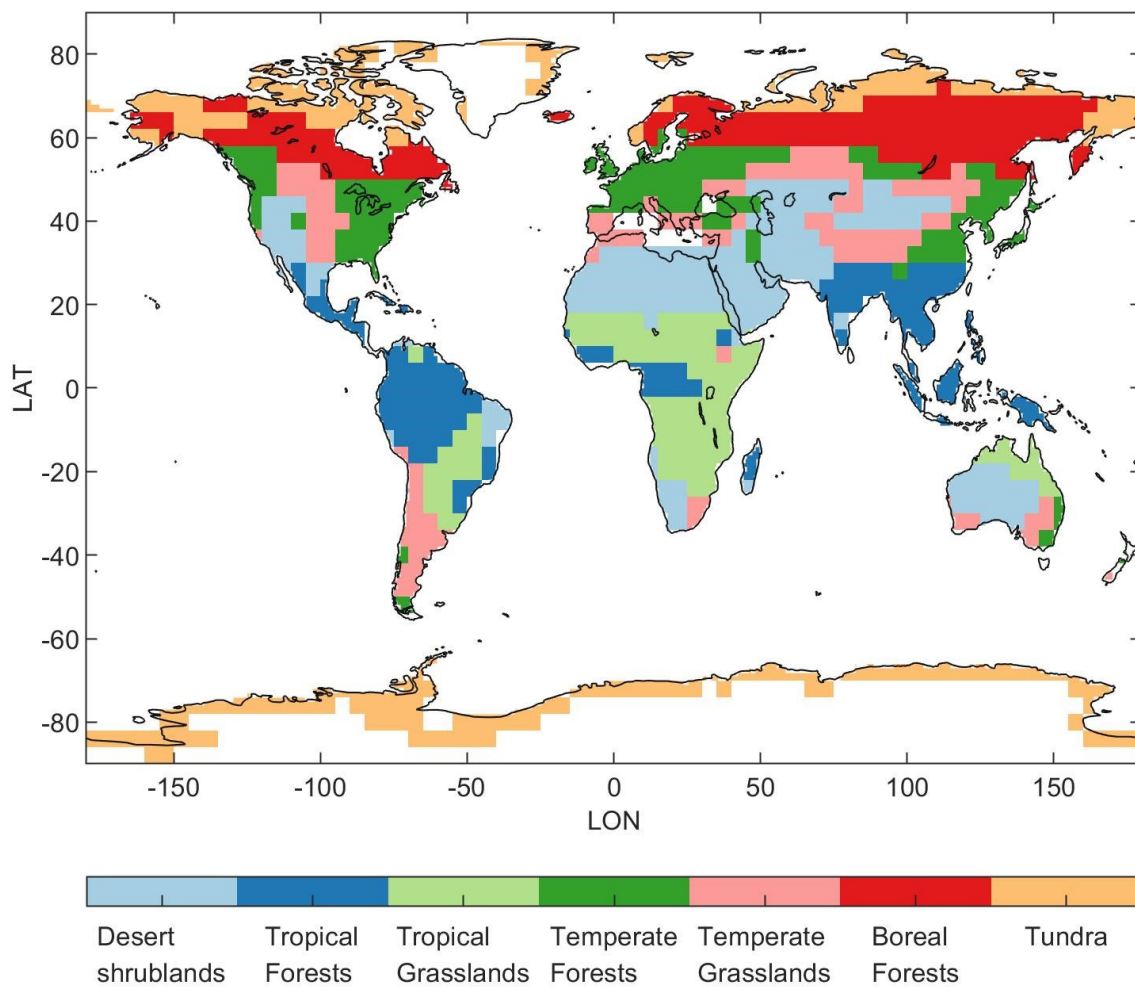 80
60
40
20
0
-20
-40
-60
-80
LAT
-150 -100 -50 0 50 100 150
LON
Desert shrublands
Tropical Forests
Tropical Grasslands
Temperate Forests
Temperate Grasslands
Boreal Forests
Tundra